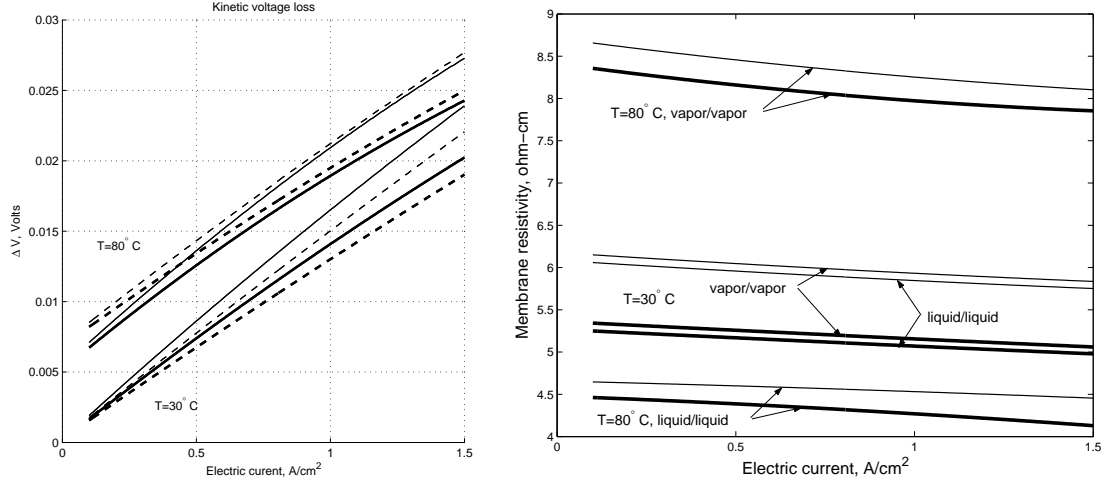 Kinetic voltage loss
0.03
0.025
0.02
0.015
0.01
0.005
0
Δ V, Volts
T=80° C
T=30° C
0 0.5 1 1.5
Electric curent, A/cm2
9
8.5
8
7.5
7
6.5
6
5.5
5
4.5
4
Membrane resistivity, ohm−cm
T=80° C, vapor/vapor
vapor/vapor
T=30° C
liquid/liquid
T=80° C, liquid/liquid
0 0.5 1 1.5
Electric current, A/cm2